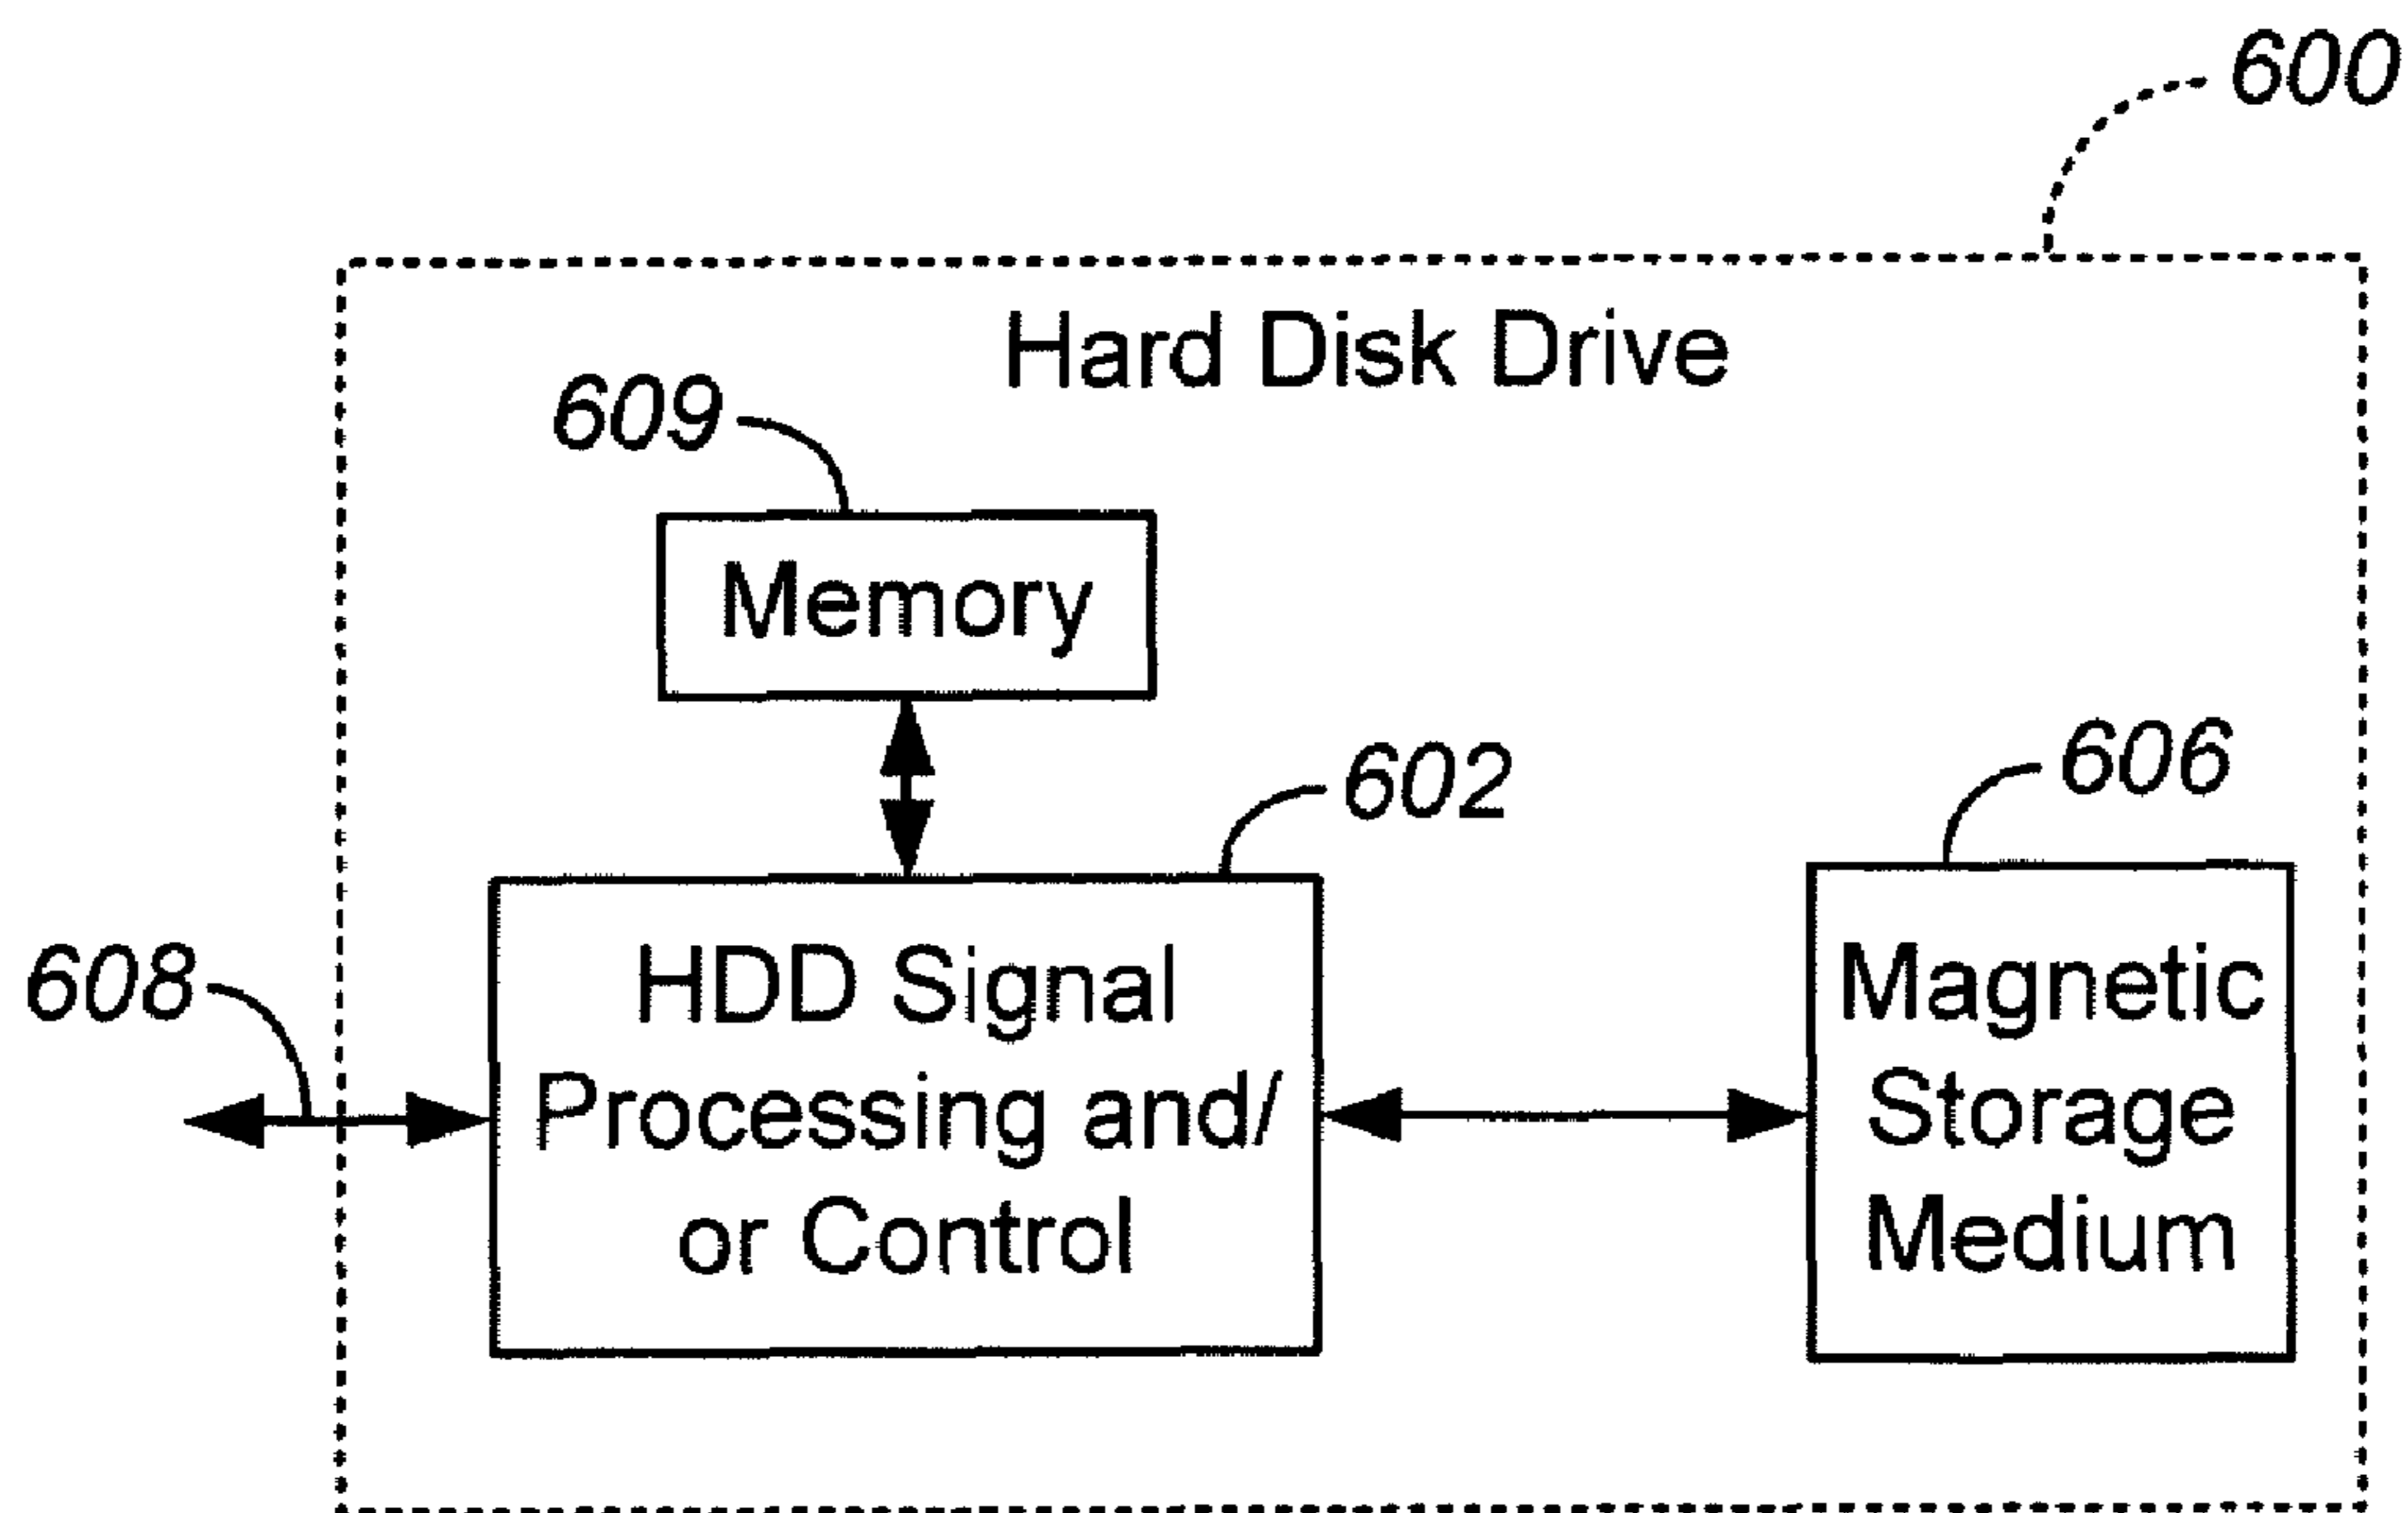 600
Hard Disk Drive
609
Memory
602
606
608
HDD Signal
Processing and/
or Control
Magnetic
Storage
Medium